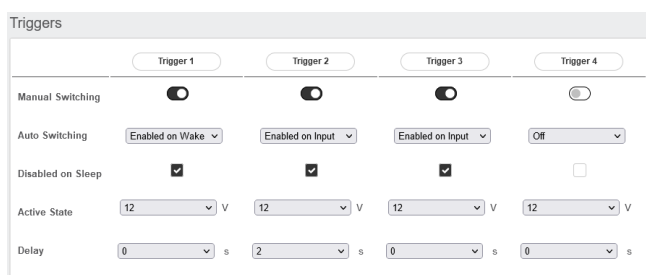 Triggers
Trigger 1 Trigger 2 Trigger 3 Trigger 4
Manual Switching
Auto Switching Enabled on Wake Enabled on Input Enabled on Input Off
Disabled on Sleep
Active State 12 V 12 V 12 V 12 V
Delay 0 s 2 s 0 s 0 s